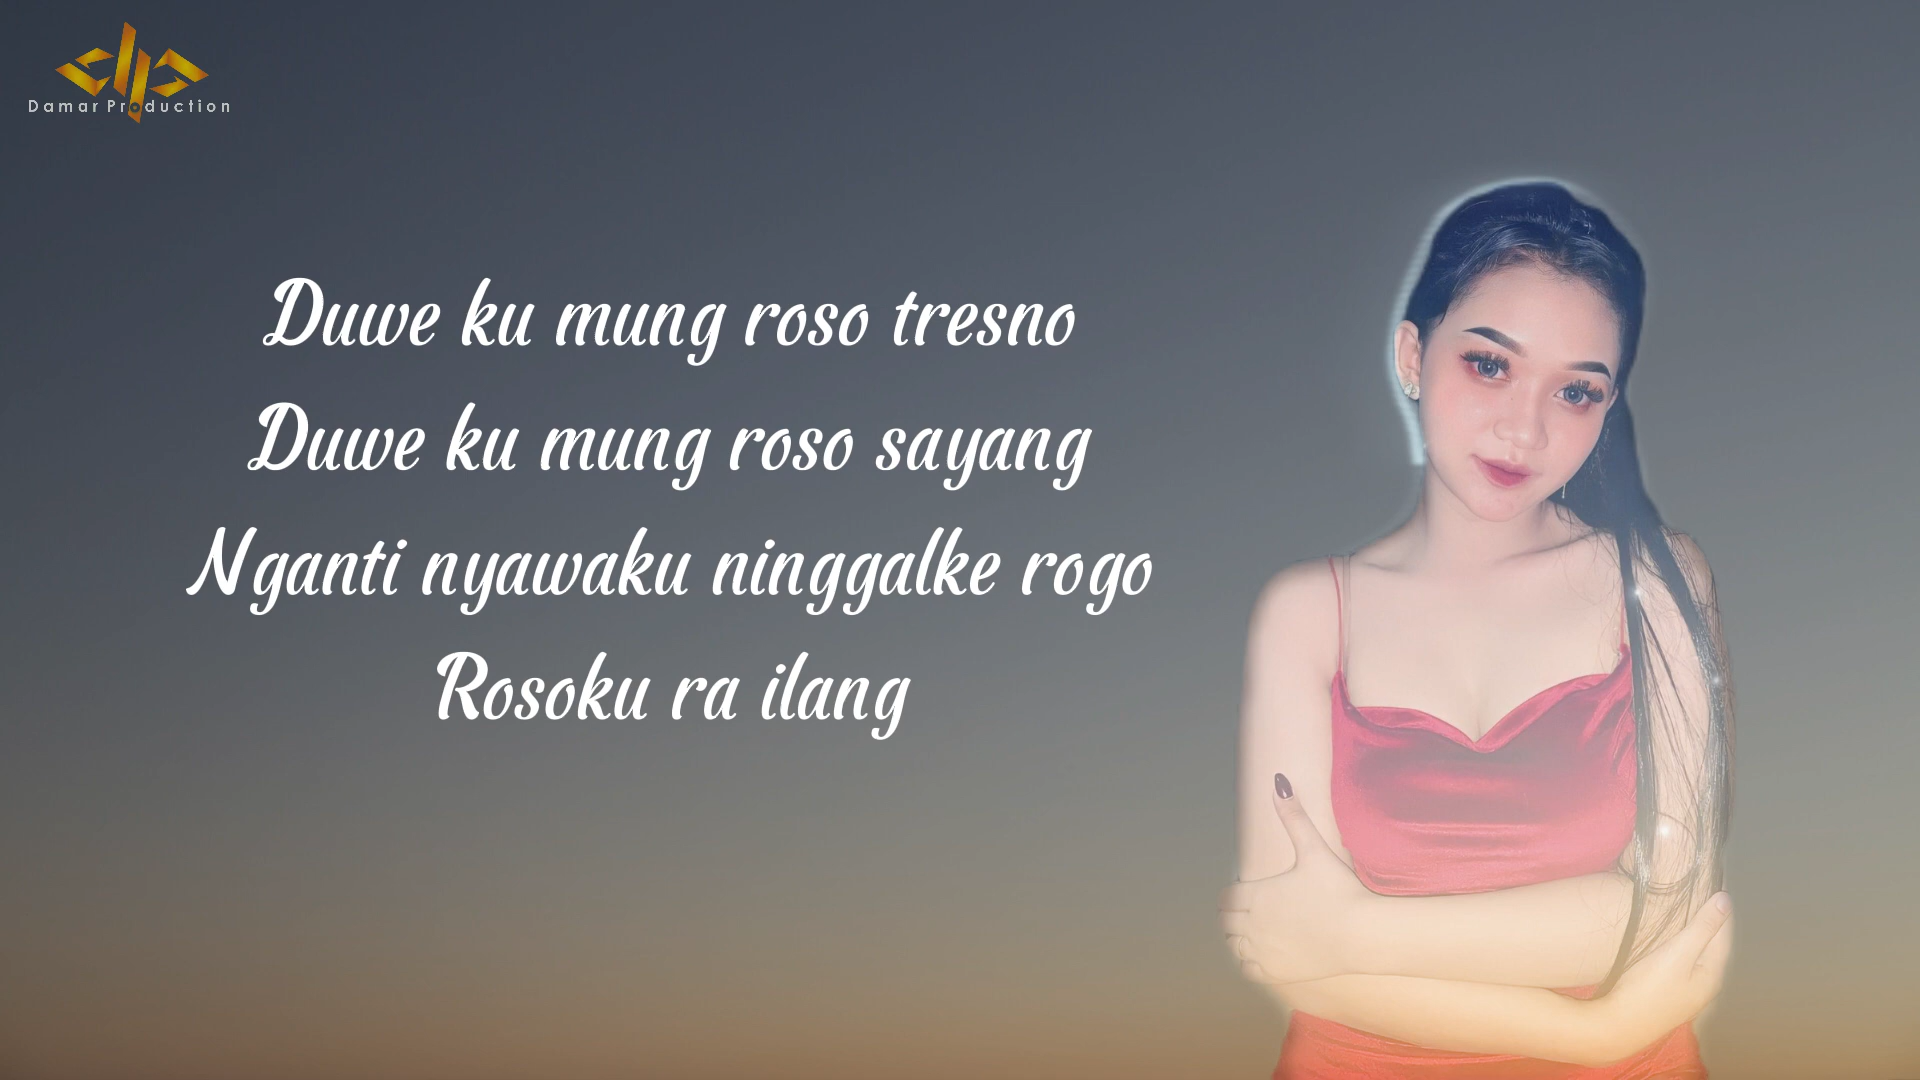 Damar Production
Duwe ku mung roso tresno
Duwe ku mung roso sayang
Nganti nyawaku ninggalke rogo
Rosoku ra ilang